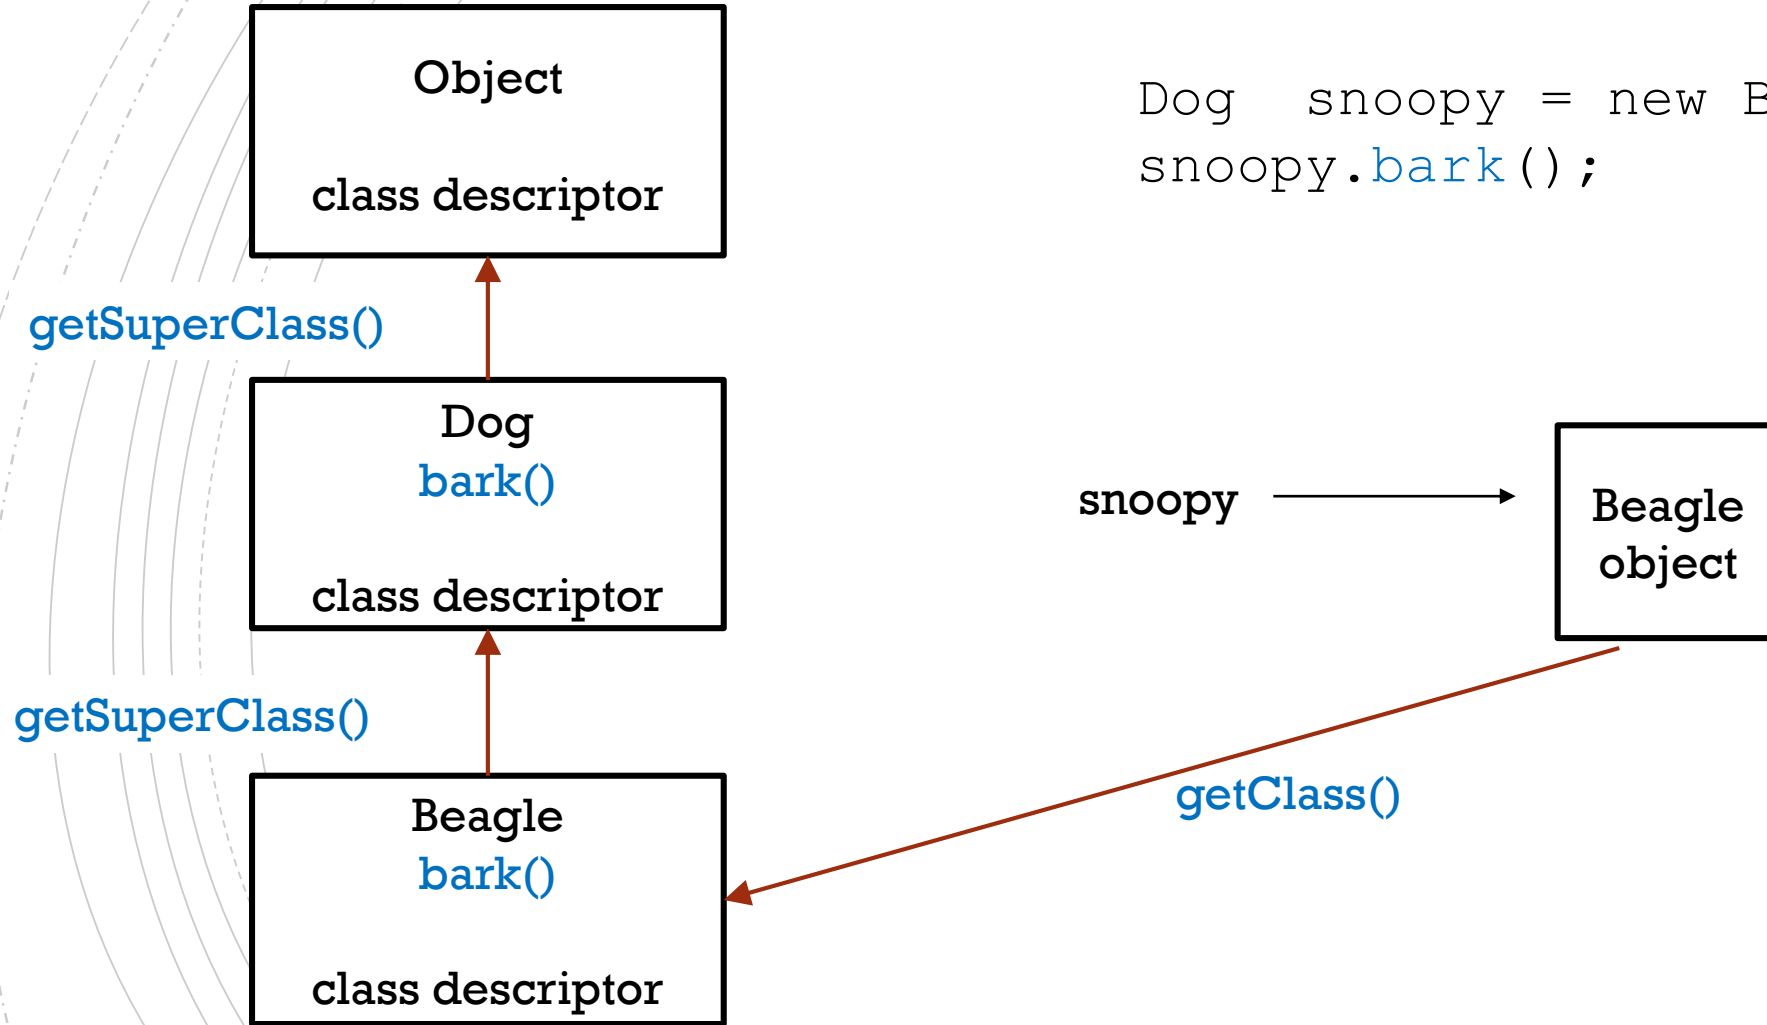 Object
class descriptor
Dog snoopy = new B
snoopy.bark();
getSuperClass()
Dog
bark()
class descriptor
snoopy
Beagle
object
getSuperClass()
Beagle
bark()
class descriptor
getClass()